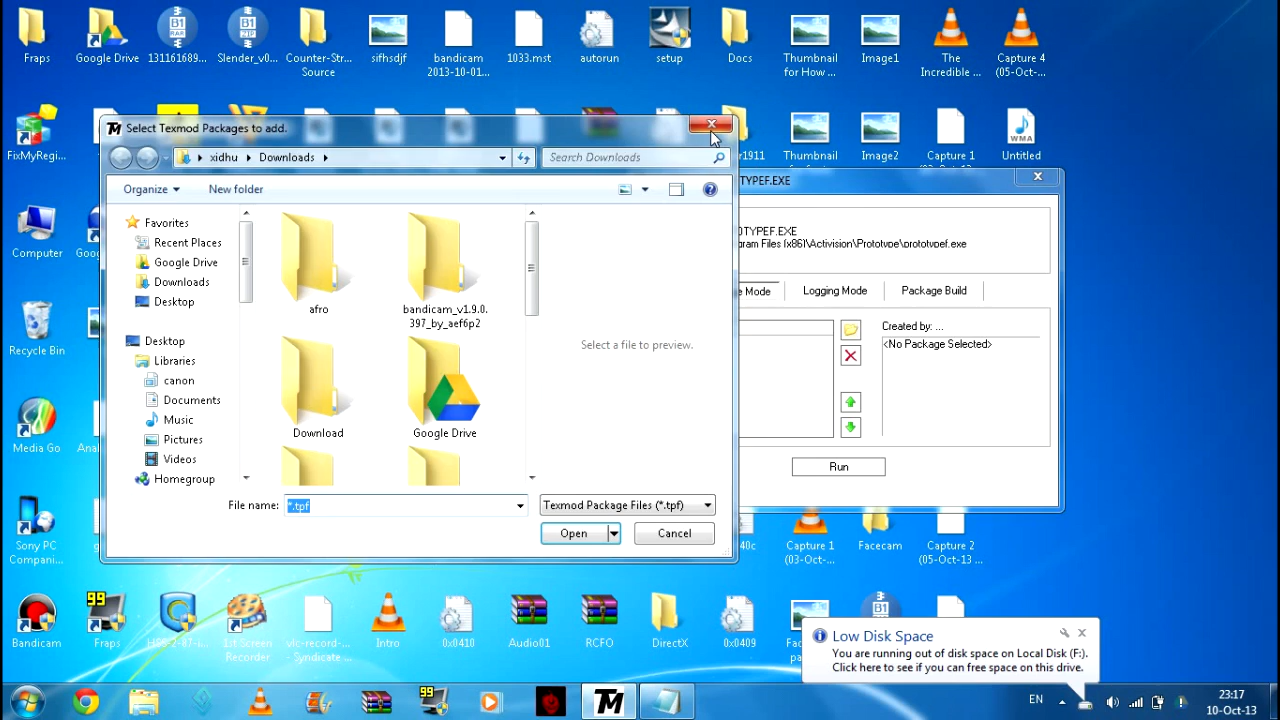 Fraps
Google Drive
131161689...
Slender_v0...
Counter-Str...
Source
sifhsdjf
bandicam
2013-10-01...
1033.mst
autorun
setup
Docs
Thumbnail
for How ...
Image1
The
Incredible ...
Capture 4
(05-Oct-...
FixMyRegi...
Thumbnail
Image2
Capture 1
Untitled
WMA
Select Texmod Packages to add.
xidhu
Downloads
Search Downloads
Organize
New folder
Favorites
Recent Places
Google Drive
Downloads
Desktop
Desktop
Libraries
canon
Documents
Music
Pictures
Videos
Homegroup
afro
bandicam_v1.9.0.
397_by_aef6p2
Download
Google Drive
Select a file to preview.
File name:
*.tpf
Texmod Package Files (*.tpf)
Open
Cancel
TYPEF.EXE
OTYPEF.EXE
gram Files (x86)\Activision\Prototype\prototypef.exe
e Mode
Logging Mode
Package Build
Created by: ...
<No Package Selected>
Run
Computer
Recycle Bin
Media Go
Sony PC
Compani...
Capture 1
(03-Oct-...
Facecam
Capture 2
(05-Oct-13 ...
Bandicam
99
Fraps
1st Screen
Recorder
vlc-record-...
- Syndicate ...
Intro
0x0410
Audio01
RCFO
DirectX
0x0409
Low Disk Space
You are running out of disk space on Local Disk (F:).
Click here to see if you can free space on this drive.
99
TM
EN
23:17
10-Oct-13